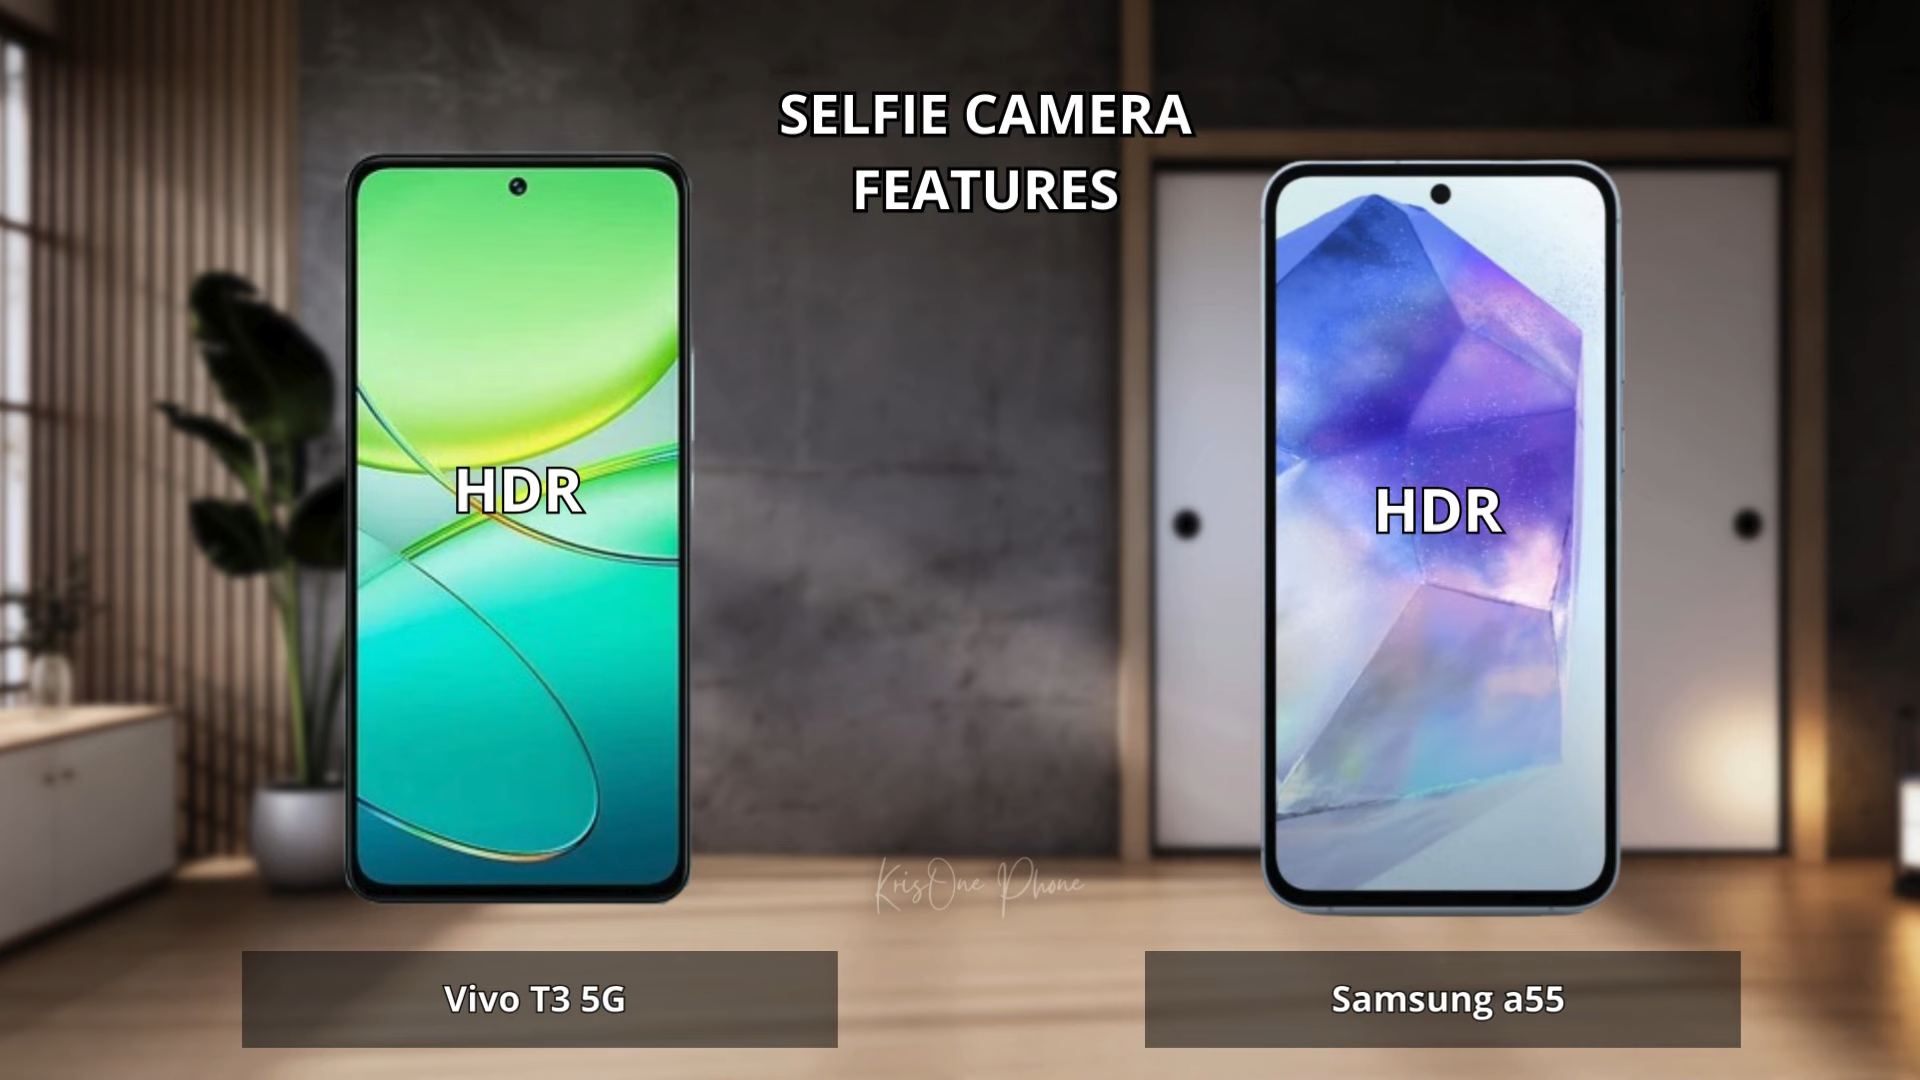 SELFIE CAMERA
FEATURES
HDR
HDR
KrisOne Phone
Vivo T3 5G
Samsung a55